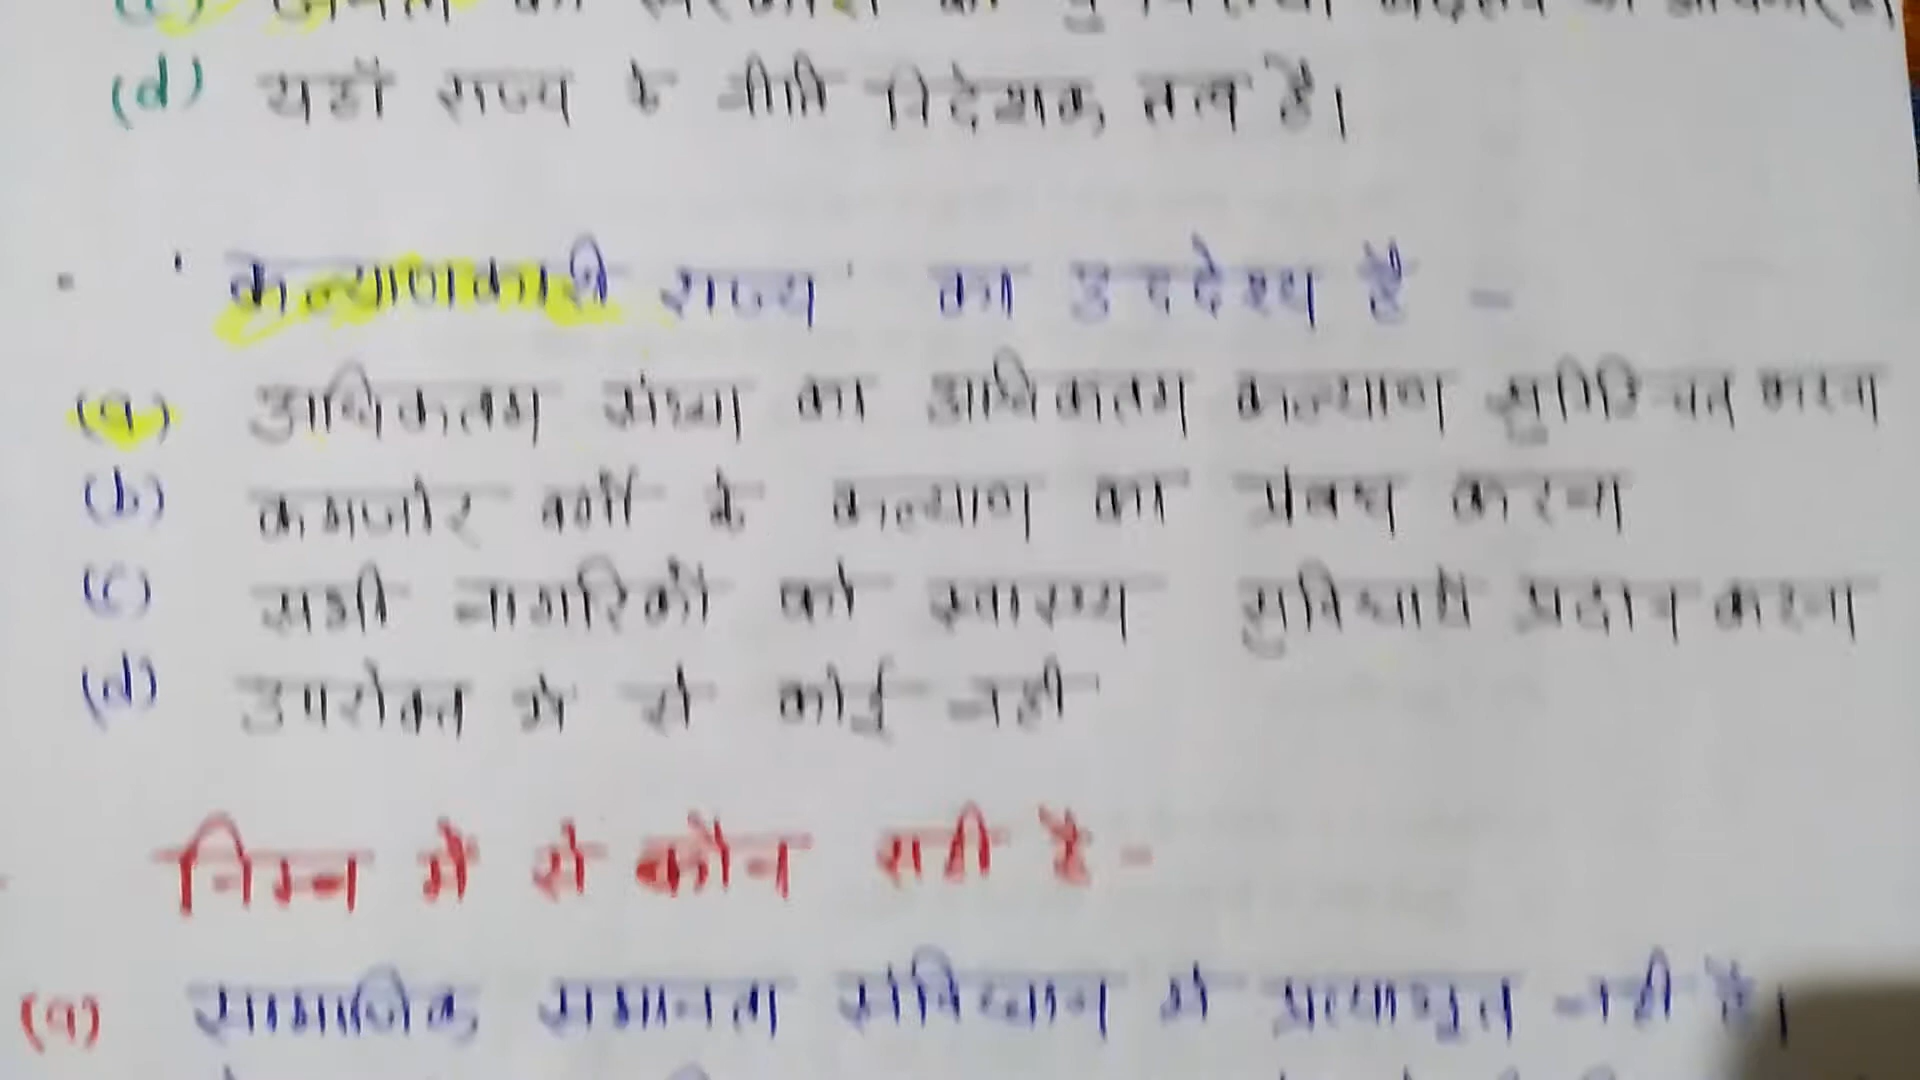 (d) यहाँ राज्य के नीति निदेशक तत्व है।
' कल्याणकारी राज्य ' का उददेश्य है -
(a) अधिकतम संख्या का अधिकतम कल्याण सुनिश्चित करना
(b) कमजोर वर्गो के कल्याण का प्रबंध करना
(c) सभी नागरिकों को स्वास्थ्य सुविधाएं प्रदान करना
(d) उपरोक्त में से कोई नही
निम्न में से कौन सही है -
(a) सामाजिक समानता संविधान में प्रत्याभूत नही है।